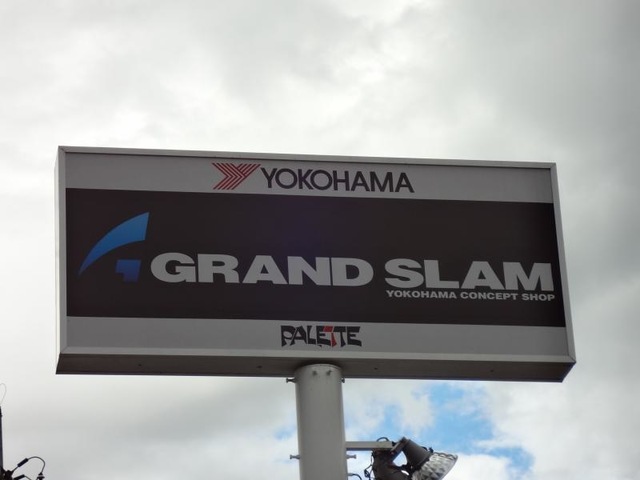 YOKOHAMA
GRAND SLAM
YOKOHAMA CONCEPT SHOP
PALETTE